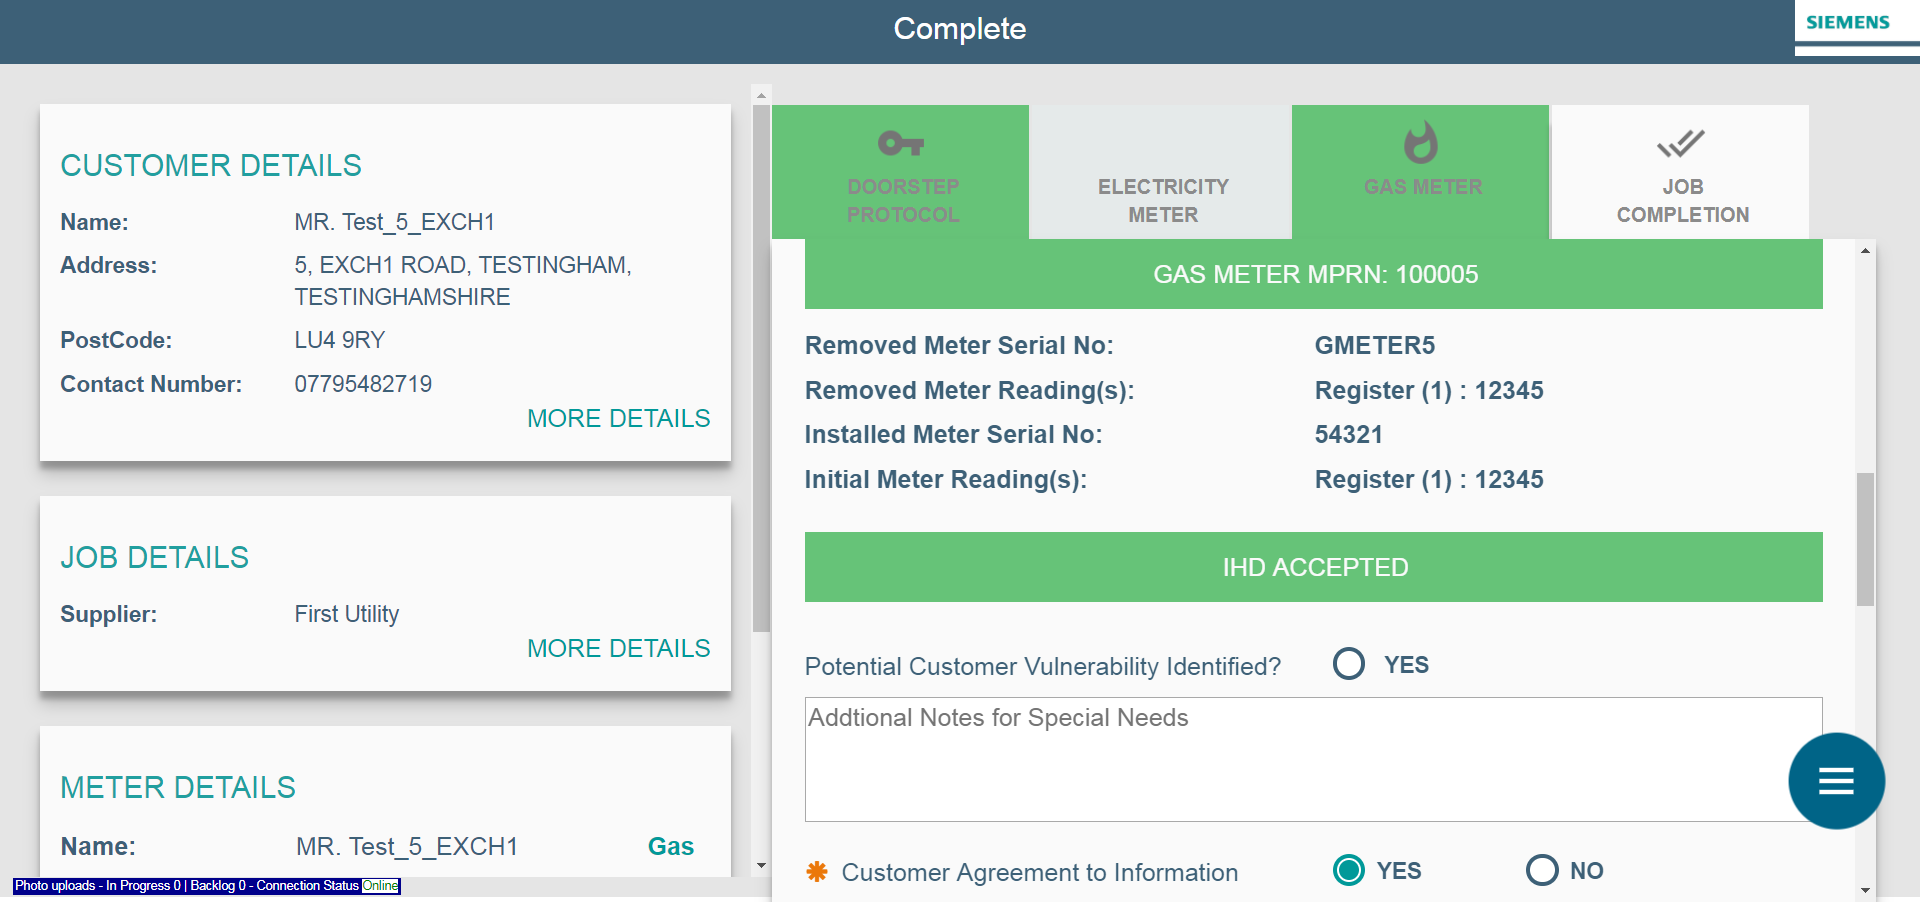 Complete
SIEMENS
CUSTOMER DETAILS
Name: MR. Test_5_EXCH1
Address: 5, EXCH1 ROAD, TESTINGHAM,
TESTINGHAMSHIRE
PostCode: LU4 9RY
Contact Number: 07795482719
MORE DETAILS
JOB DETAILS
Supplier: First Utility
MORE DETAILS
METER DETAILS
Name: MR. Test_5_EXCH1 Gas
Photo uploads - In Progress 0 | Backlog 0 - Connection Status Online
DOORSTEP
PROTOCOL
ELECTRICITY
METER
GAS METER
JOB
COMPLETION
GAS METER MPRN: 100005
Removed Meter Serial No: GMETER5
Removed Meter Reading(s): Register (1) : 12345
Installed Meter Serial No: 54321
Initial Meter Reading(s): Register (1) : 12345
IHD ACCEPTED
Potential Customer Vulnerability Identified? YES
Addtional Notes for Special Needs
Customer Agreement to Information YES NO